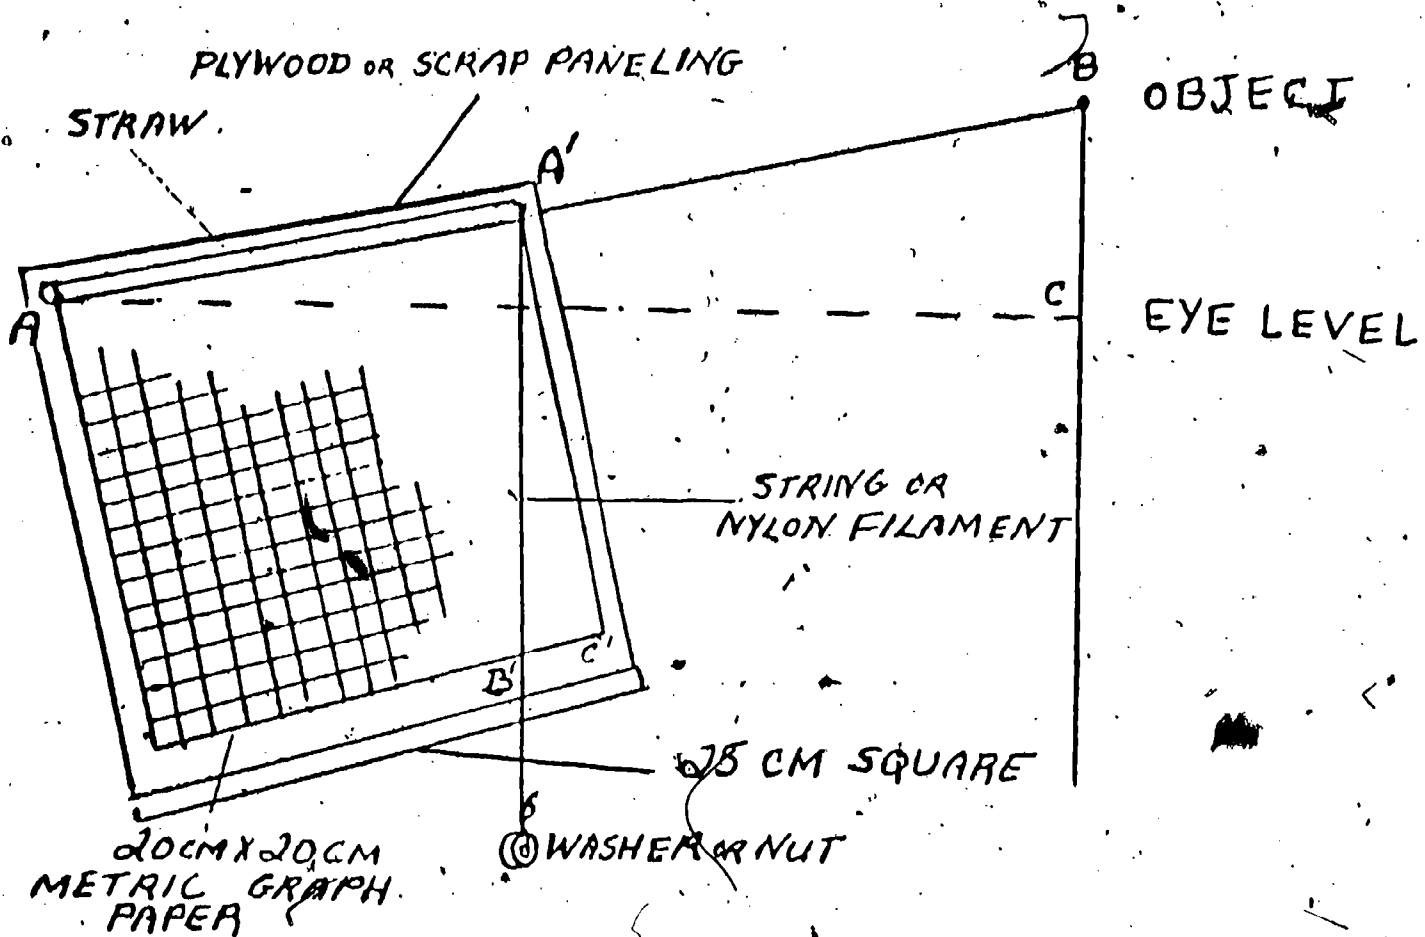 PLYWOOD OR SCRAP PANELING
STRAW.
A'
B
OBJECT
A
C
EYE LEVEL
STRING OR
NYLON FILAMENT
B'
C'
25 CM SQUARE
WASHER OR NUT
20CM X 20CM
METRIC GRAPH
PAPER